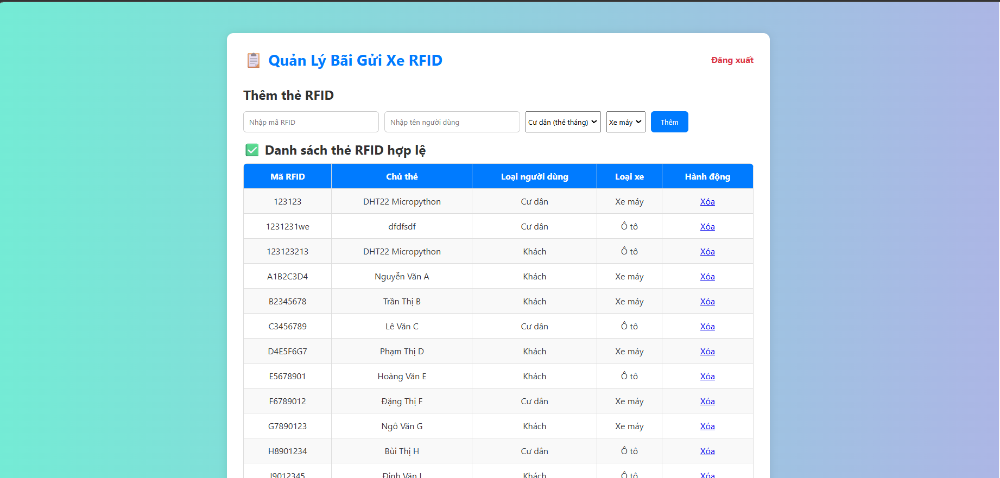 Quản Lý Bãi Gửi Xe RFID
Đăng xuất
Thêm thẻ RFID
Nhập mã RFID Nhập tên người dùng Cư dân (thẻ tháng) Xe máy Thêm
Danh sách thẻ RFID hợp lệ
Mã RFID Chủ thẻ Loại người dùng Loại xe Hành động
123123 DHT22 Micropython Cư dân Xe máy Xóa
1231231we dfdfsdf Cư dân Ô tô Xóa
123123213 DHT22 Micropython Khách Ô tô Xóa
A1B2C3D4 Nguyễn Văn A Khách Xe máy Xóa
B2345678 Trần Thị B Khách Xe máy Xóa
C3456789 Lê Văn C Cư dân Ô tô Xóa
D4E5F6G7 Phạm Thị D Khách Xe máy Xóa
E5678901 Hoàng Văn E Khách Ô tô Xóa
F6789012 Đặng Thị F Cư dân Xe máy Xóa
G7890123 Ngô Văn G Khách Xe máy Xóa
H8901234 Bùi Thị H Cư dân Ô tô Xóa
Đinh Văn Khách Ô tô Xóa